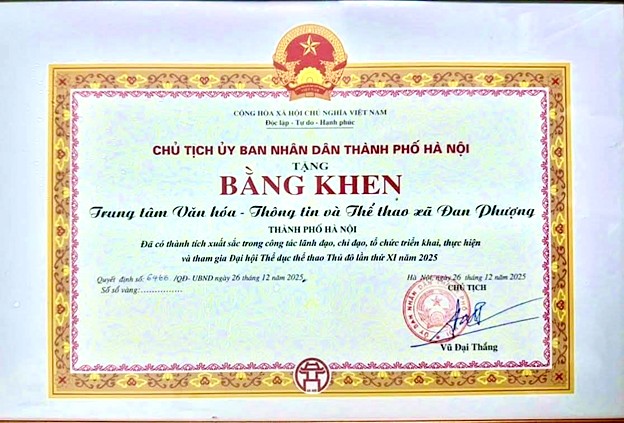 CỘNG HÒA XÃ HỘI CHỦ NGHĨA VIỆT NAM
Độc lập - Tự do - Hạnh phúc
CHỦ TỊCH ỦY BAN NHÂN DÂN THÀNH PHỐ HÀ NỘI
TẶNG
BẰNG KHEN
Trung tâm Văn hóa - Thông tin và Thể thao xã Đan Phượng
THÀNH PHỐ HÀ NỘI
Đã có thành tích xuất sắc trong công tác lãnh đạo, chỉ đạo, tổ chức triển khai, thực hiện
và tham gia Đại hội Thể dục thể thao Thủ đô lần thứ XI năm 2025
Quyết định số: 6466 /QĐ- UBND ngày 26 tháng 12 năm 2025
Số sổ vàng:...............
Hà Nội, ngày 26 tháng 12 năm 2025
CHỦ TỊCH
Vũ Đại Thắng